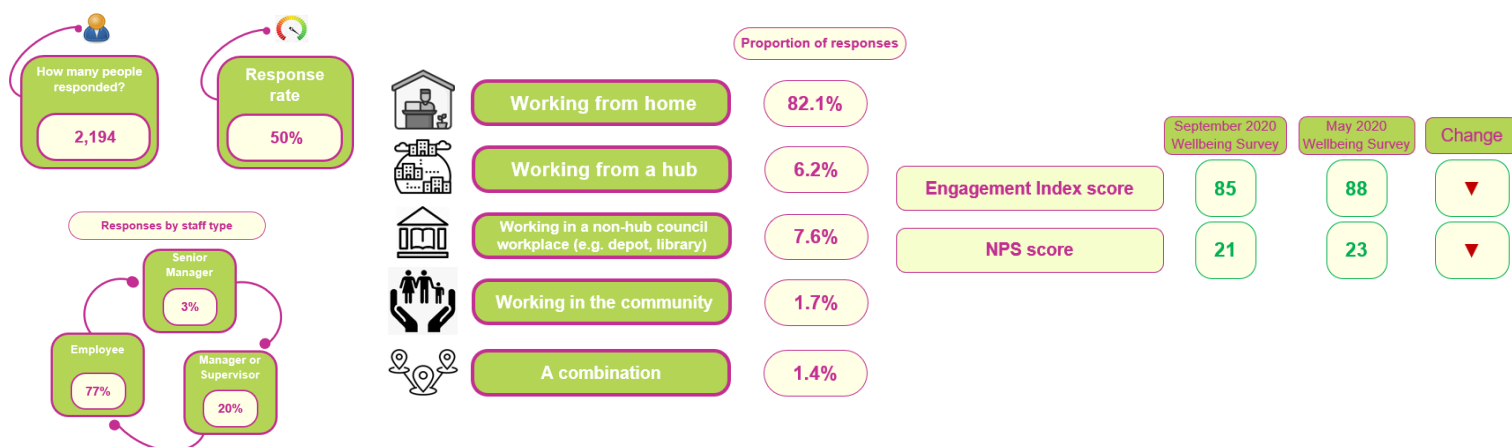 How many people
responded?
2,194
Response
rate
50%
Responses by staff type
Senior
Manager
3%
Employee
77%
Manager or
Supervisor
20%
Proportion of responses
Working from home
82.1%
Working from a hub
6.2%
Working in a non-hub council
workplace (e.g. depot, library)
7.6%
Working in the community
1.7%
A combination
1.4%
September 2020
Wellbeing Survey
May 2020
Wellbeing Survey
Change
Engagement Index score
85
88
▼
NPS score
21
23
▼